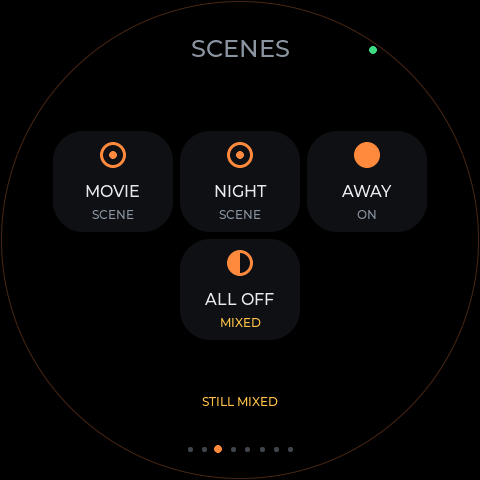 SCENES
MOVIE
SCENE
NIGHT
SCENE
AWAY
ON
ALL OFF
MIXED
STILL MIXED